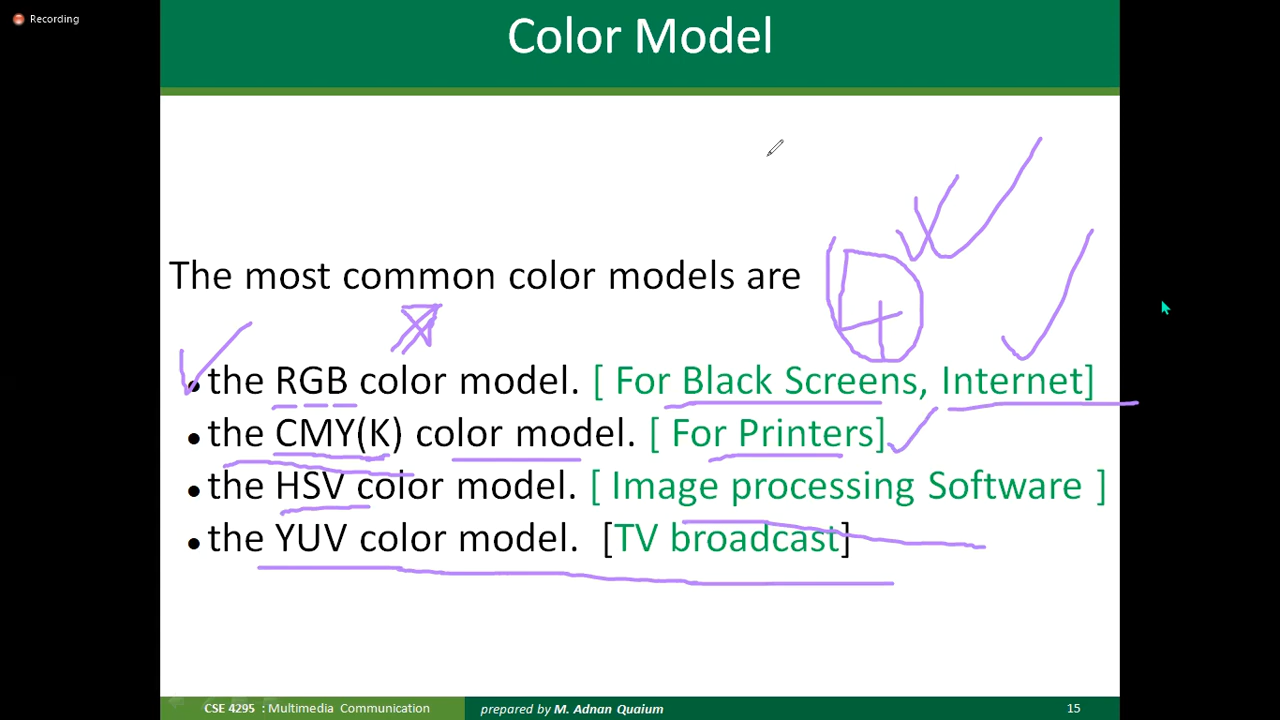 Recording
Color Model
The most common color models are
• the RGB color model. [ For Black Screens, Internet]
• the CMY(K) color model. [ For Printers]
• the HSV color model. [ Image processing Software ]
• the YUV color model. [TV broadcast]
CSE 4295 : Multimedia Communication prepared by M. Adnan Quaium 15